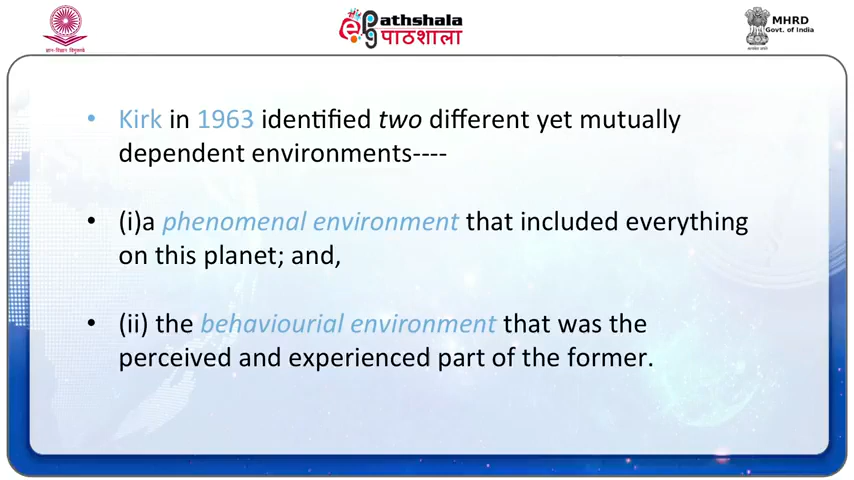 ePathshala
पाठशाला
MHRD
Govt. of India
ज्ञान-विज्ञान विमुक्तये
• Kirk in 1963 identified two different yet mutually
dependent environments----
• (i)a phenomenal environment that included everything
on this planet; and,
• (ii) the behaviourial environment that was the
perceived and experienced part of the former.